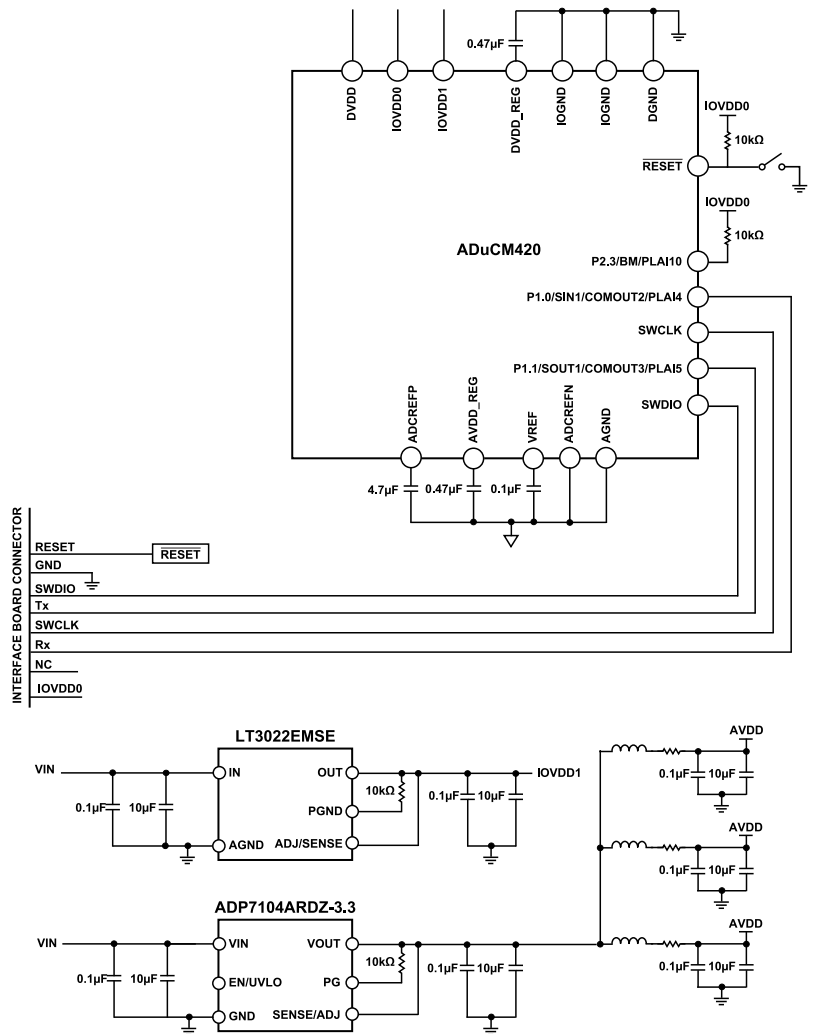 0.47µF
DVDD
IOVDD0
IOVDD1
DVDD_REG
IOGND
IOGND
DGND
IOVDD0
10kΩ
RESET
IOVDD0
10kΩ
ADuCM420
P2.3/BM/PLAI10
P1.0/SIN1/COMOUT2/PLAI4
SWCLK
P1.1/SOUT1/COMOUT3/PLAI5
SWDIO
ADCREFP
AVDD_REG
VREF
ADCREFN
AGND
4.7µF
0.47µF
0.1µF
INTERFACE BOARD CONNECTOR
RESET
RESET
GND
SWDIO
Tx
SWCLK
Rx
NC
IOVDD0
LT3022EMSE
VIN
IN
OUT
IOVDD1
0.1µF
10µF
10kΩ
0.1µF
10µF
PGND
AGND
ADJ/SENSE
AVDD
0.1µF
10µF
AVDD
0.1µF
10µF
ADP7104ARDZ-3.3
VIN
VIN
VOUT
0.1µF
10µF
EN/UVLO
10kΩ
PG
0.1µF
10µF
GND
SENSE/ADJ
AVDD
0.1µF
10µF